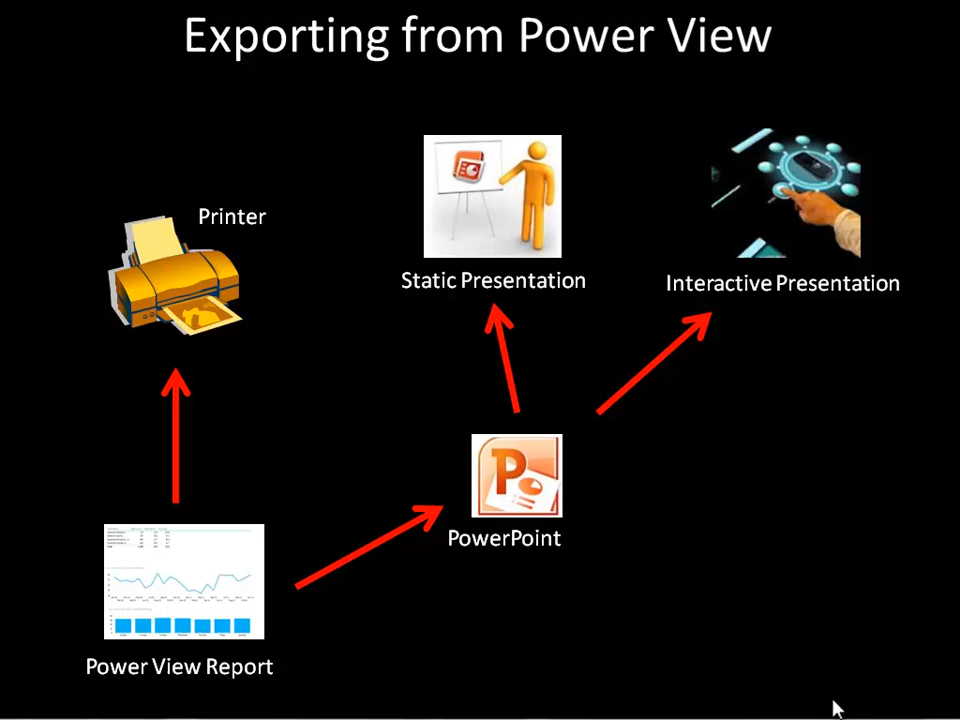 Exporting from Power View
Printer
Static Presentation
Interactive Presentation
P
PowerPoint
Power View Report